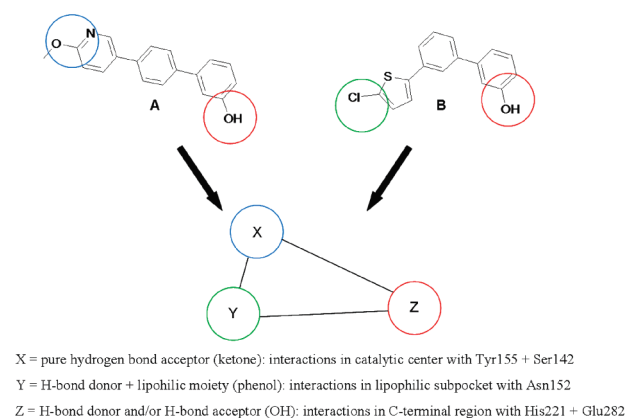 N
O
OH
A
S
Cl
B
OH
X
Y
Z
X = pure hydrogen bond acceptor (ketone): interactions in catalytic center with Tyr155 + Ser142
Y = H-bond donor + lipohilic moiety (phenol): interactions in lipophilic subpocket with Asn152
Z = H-bond donor and/or H-bond acceptor (OH): interactions in C-terminal region with His221 + Glu282